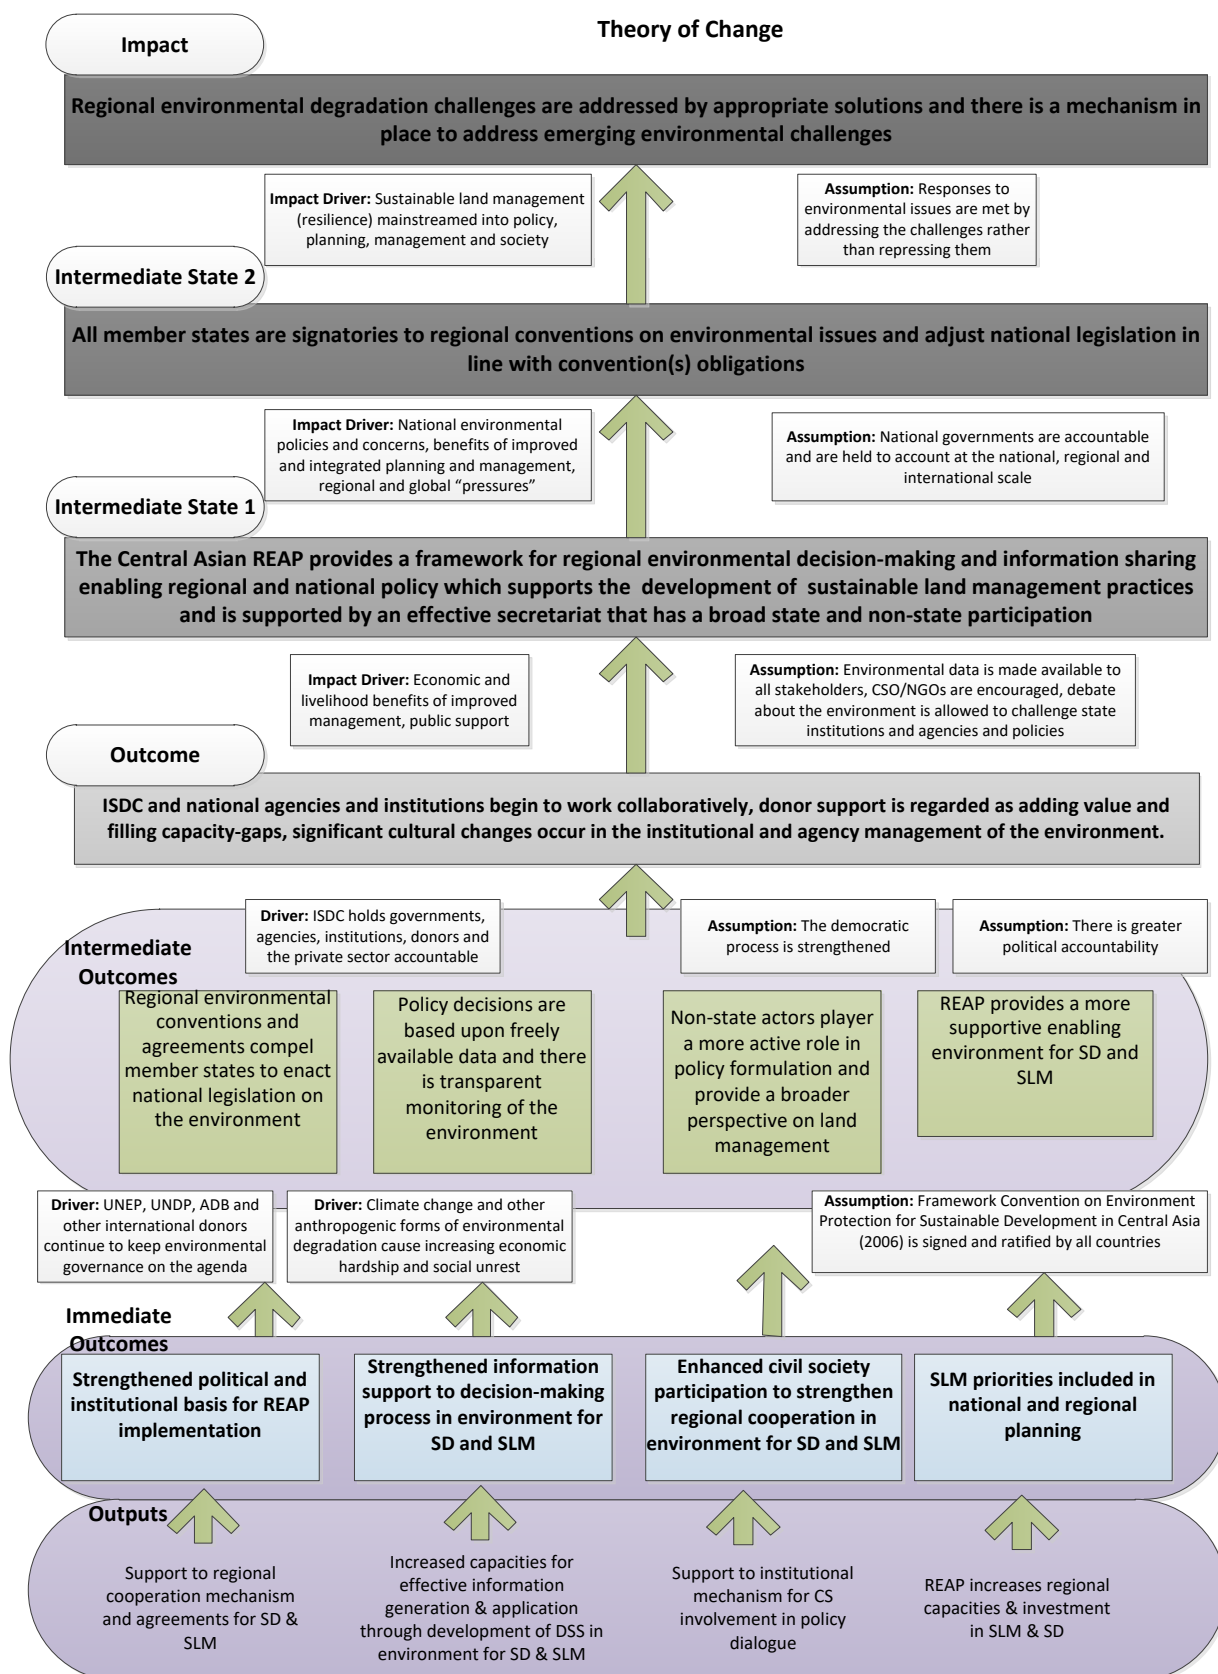 Theory of Change
Impact
Regional environmental degradation challenges are addressed by appropriate solutions and there is a mechanism in
place to address emerging environmental challenges
Impact Driver: Sustainable land management
(resilience) mainstreamed into policy,
planning, management and society
Assumption: Responses to
environmental issues are met by
addressing the challenges rather
than repressing them
Intermediate State 2
All member states are signatories to regional conventions on environmental issues and adjust national legislation in
line with convention(s) obligations
Impact Driver: National environmental
policies and concerns, benefits of improved
and integrated planning and management,
regional and global “pressures”
Assumption: National governments are accountable
and are held to account at the national, regional and
international scale
Intermediate State 1
The Central Asian REAP provides a framework for regional environmental decision-making and information sharing
enabling regional and national policy which supports the development of sustainable land management practices
and is supported by an effective secretariat that has a broad state and non-state participation
Impact Driver: Economic and
livelihood benefits of improved
management, public support
Assumption: Environmental data is made available to
all stakeholders, CSO/NGOs are encouraged, debate
about the environment is allowed to challenge state
institutions and agencies and policies
Outcome
ISDC and national agencies and institutions begin to work collaboratively, donor support is regarded as adding value and
filling capacity-gaps, significant cultural changes occur in the institutional and agency management of the environment.
Driver: ISDC holds governments,
agencies, institutions, donors and
the private sector accountable
Assumption: The democratic
process is strengthened
Assumption: There is greater
political accountability
Intermediate
Outcomes
Regional environmental
conventions and
agreements compel
member states to enact
national legislation on
the environment
Policy decisions are
based upon freely
available data and there
is transparent
monitoring of the
environment
Non-state actors player
a more active role in
policy formulation and
provide a broader
perspective on land
management
REAP provides a more
supportive enabling
environment for SD and
SLM
Driver: UNEP, UNDP, ADB and
other international donors
continue to keep environmental
governance on the agenda
Driver: Climate change and other
anthropogenic forms of environmental
degradation cause increasing economic
hardship and social unrest
Assumption: Framework Convention on Environment
Protection for Sustainable Development in Central Asia
(2006) is signed and ratified by all countries
Immediate
Outcomes
Strengthened political and
institutional basis for REAP
implementation
Strengthened information
support to decision-making
process in environment for
SD and SLM
Enhanced civil society
participation to strengthen
regional cooperation in
environment for SD and SLM
SLM priorities included in
national and regional
planning
Outputs
Support to regional
cooperation mechanism
and agreements for SD &
SLM
Increased capacities for
effective information
generation & application
through development of DSS in
environment for SD & SLM
Support to institutional
mechanism for CS
involvement in policy
dialogue
REAP increases regional
capacities & investment
in SLM & SD